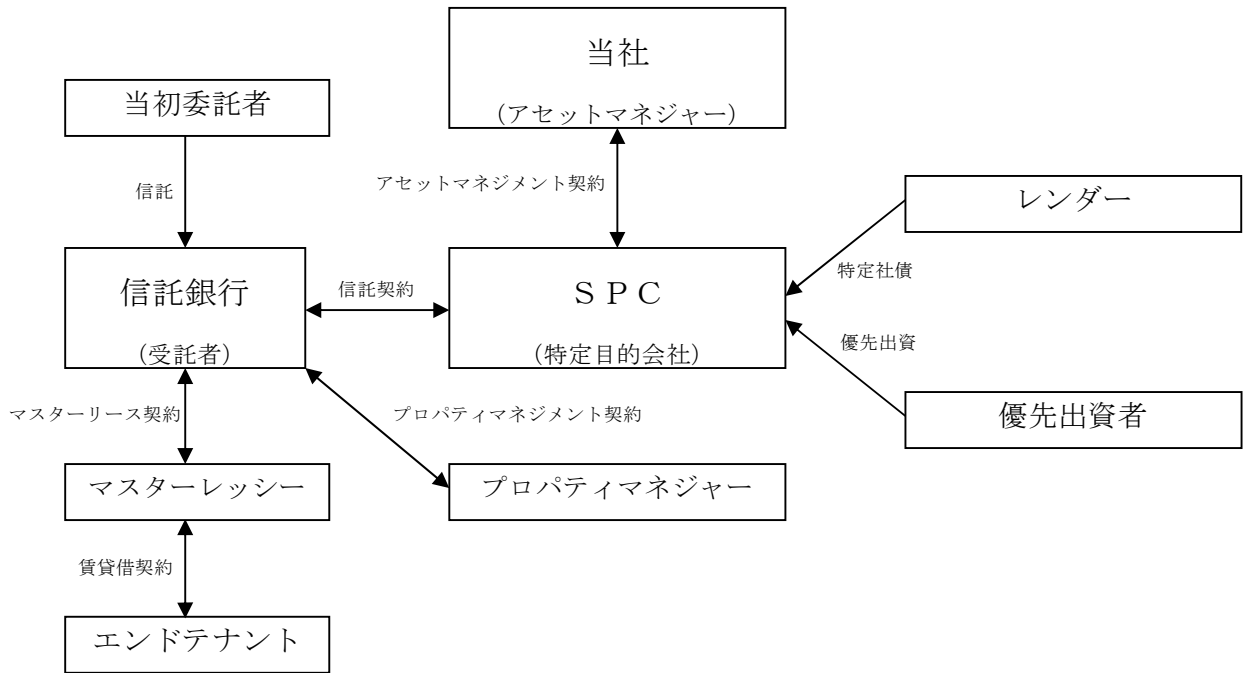 当社
(アセットマネジャー)
当初委託者
信託
アセットマネジメント契約
レンダー
信託銀行
(受託者)
信託契約
ＳＰＣ
(特定目的会社)
特定社債
優先出資
マスターリース契約
プロパティマネジメント契約
優先出資者
マスターレッシー
プロパティマネジャー
賃貸借契約
エンドテナント